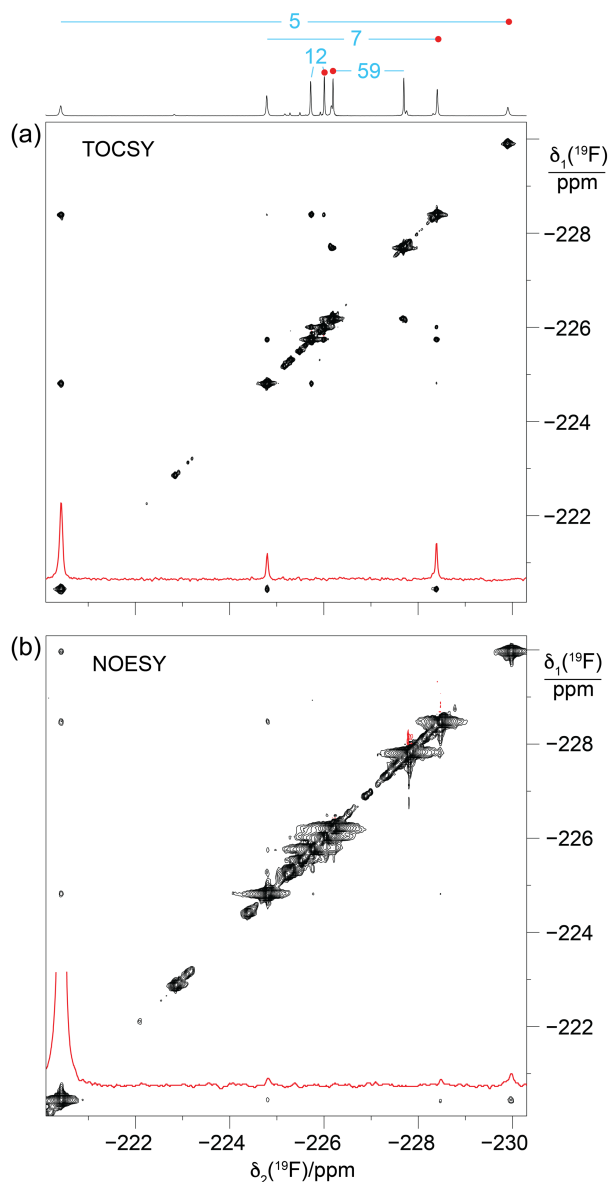 5
7
12
59
(a)
TOCSY
δ₁(¹⁹F)
ppm
−228
−226
−224
−222
(b)
NOESY
δ₁(¹⁹F)
ppm
−228
−226
−224
−222
−222 −224 −226 −228 −230
δ₂(¹⁹F)/ppm